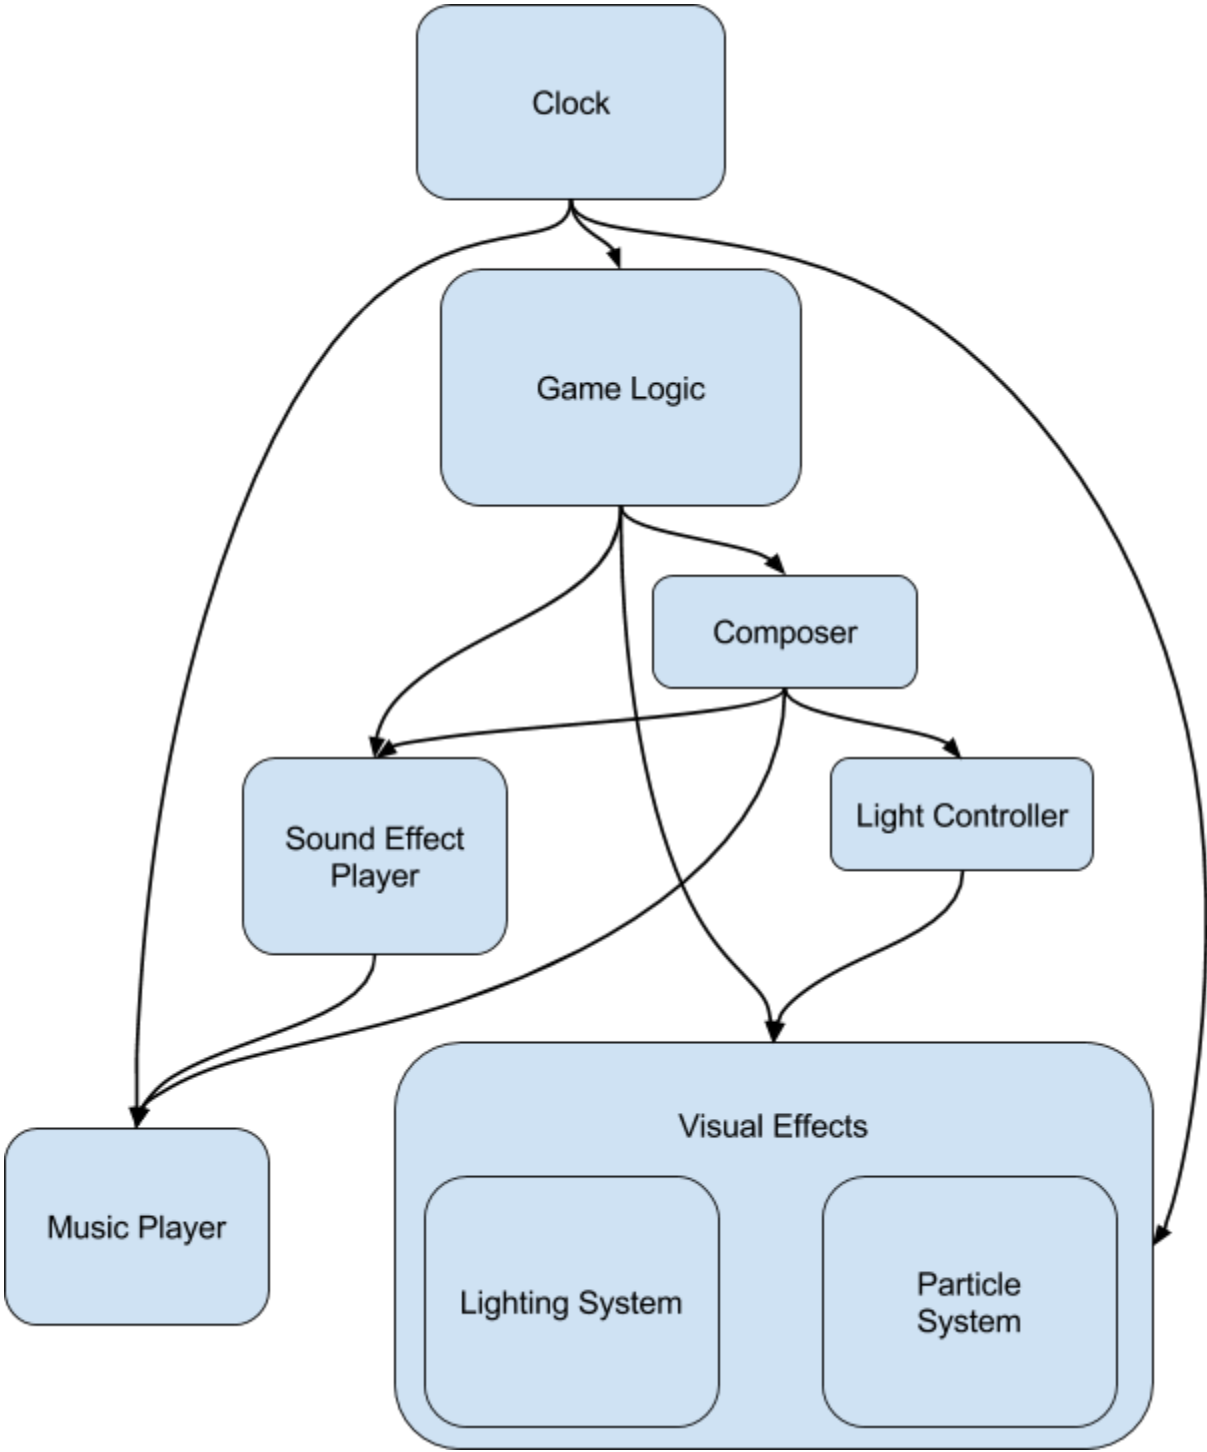 Clock
Game Logic
Composer
Sound Effect
Player
Light Controller
Visual Effects
Music Player
Lighting System
Particle
System